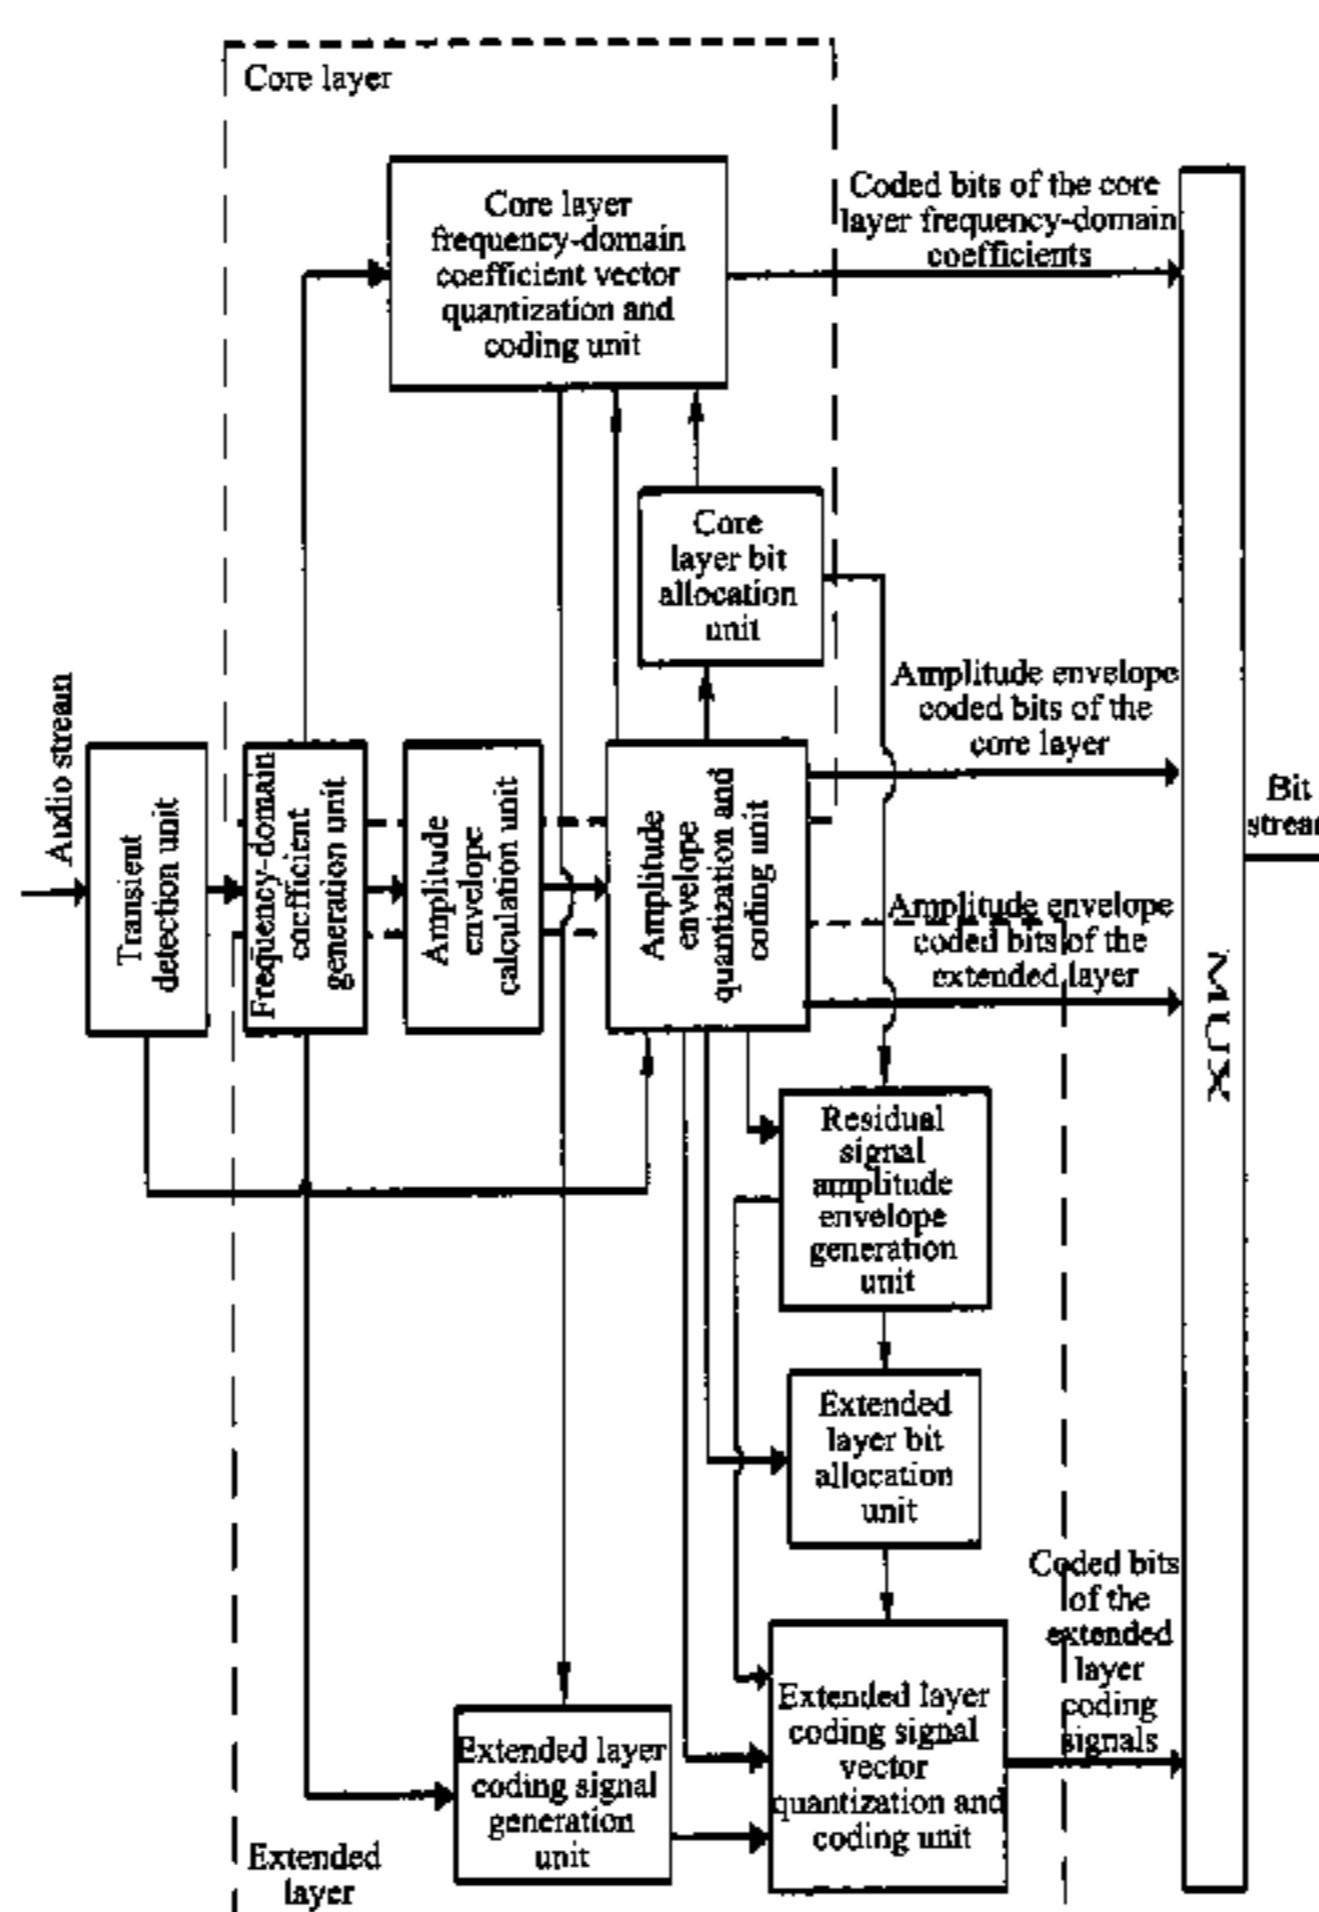 Core layer
Core layer
frequency-domain
coefficient vector
quantization and
coding unit
Coded bits of the core
layer frequency-domain
coefficients
Core
layer bit
allocation
unit
Amplitude envelope
coded bits of the
core layer
Audio stream
Transient
detection unit
Frequency-domain
coefficient
generation unit
Amplitude
envelope
calculation unit
Amplitude
envelope
quantization and
coding unit
Bit
stream
Amplitude envelope
coded bits of the
extended layer
MUX
Residual
signal
amplitude
envelope
generation
unit
Extended
layer bit
allocation
unit
Coded bits
of the
extended
layer
coding
signals
Extended layer
coding signal
vector
quantization and
coding unit
Extended layer
coding signal
generation
unit
Extended
layer